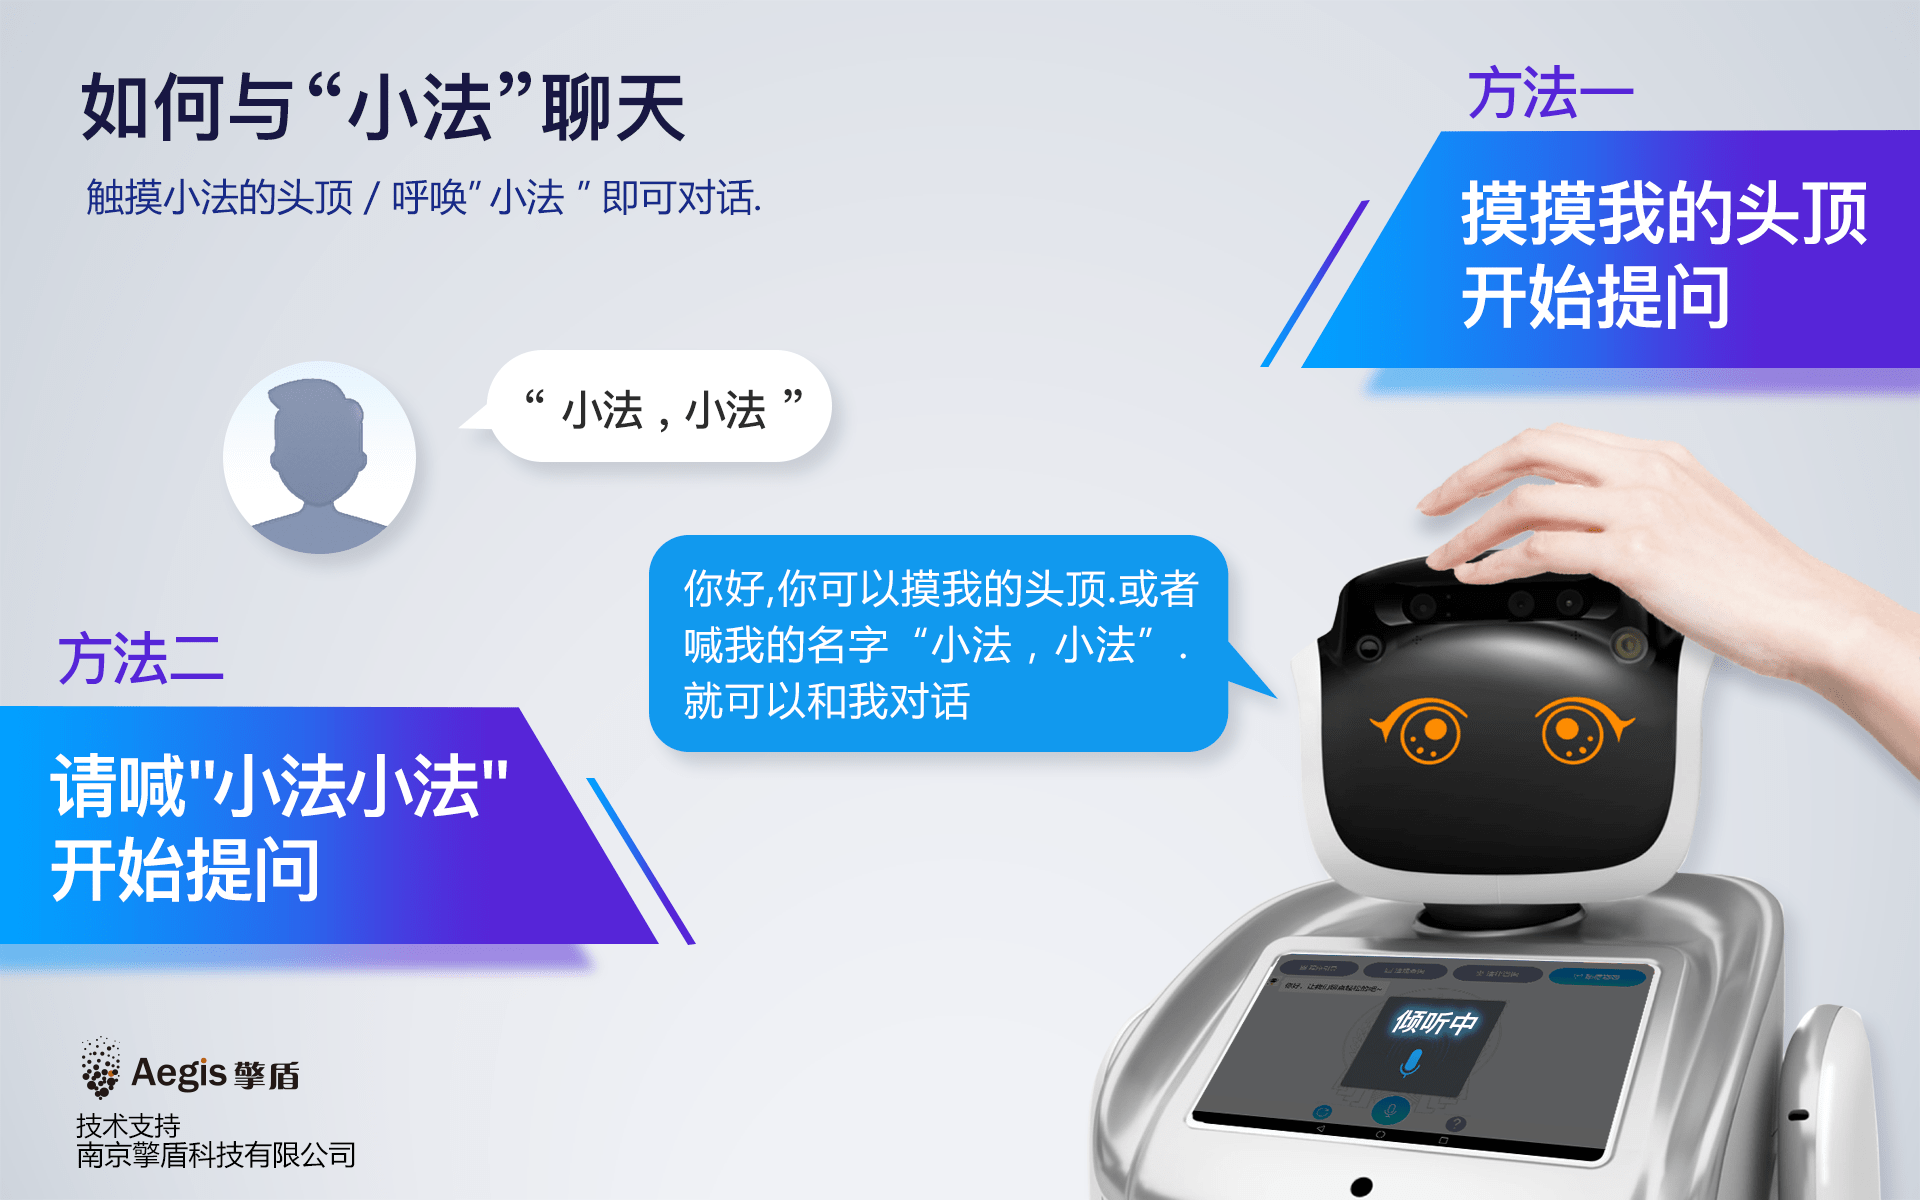 如何与“小法”聊天
触摸小法的头顶 / 呼唤”小法 ” 即可对话.
方法一
摸摸我的头顶
开始提问
“ 小法 , 小法 ”
你好,你可以摸我的头顶.或者
喊我的名字 “小法 , 小法” .
就可以和我对话
方法二
请喊"小法小法"
开始提问
倾听中
Aegis 擎盾
技术支持
南京擎盾科技有限公司